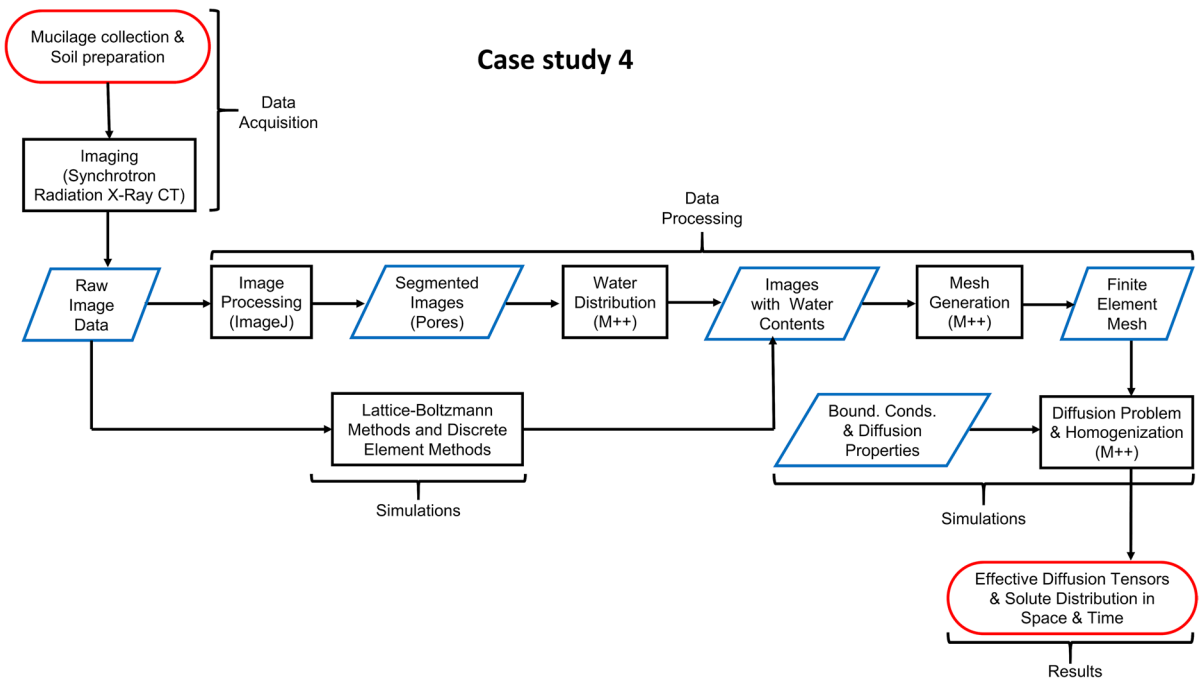 Case study 4
Mucilage collection &
Soil preparation
Data
Acquisition
Imaging
(Synchrotron
Radiation X-Ray CT)
Data
Processing
Raw
Image
Data
Image
Processing
(ImageJ)
Segmented
Images
(Pores)
Water
Distribution
(M++)
Images
with Water
Contents
Mesh
Generation
(M++)
Finite
Element
Mesh
Lattice-Boltzmann
Methods and Discrete
Element Methods
Simulations
Bound. Conds.
& Diffusion
Properties
Diffusion Problem
& Homogenization
(M++)
Simulations
Effective Diffusion Tensors
& Solute Distribution in
Space & Time
Results